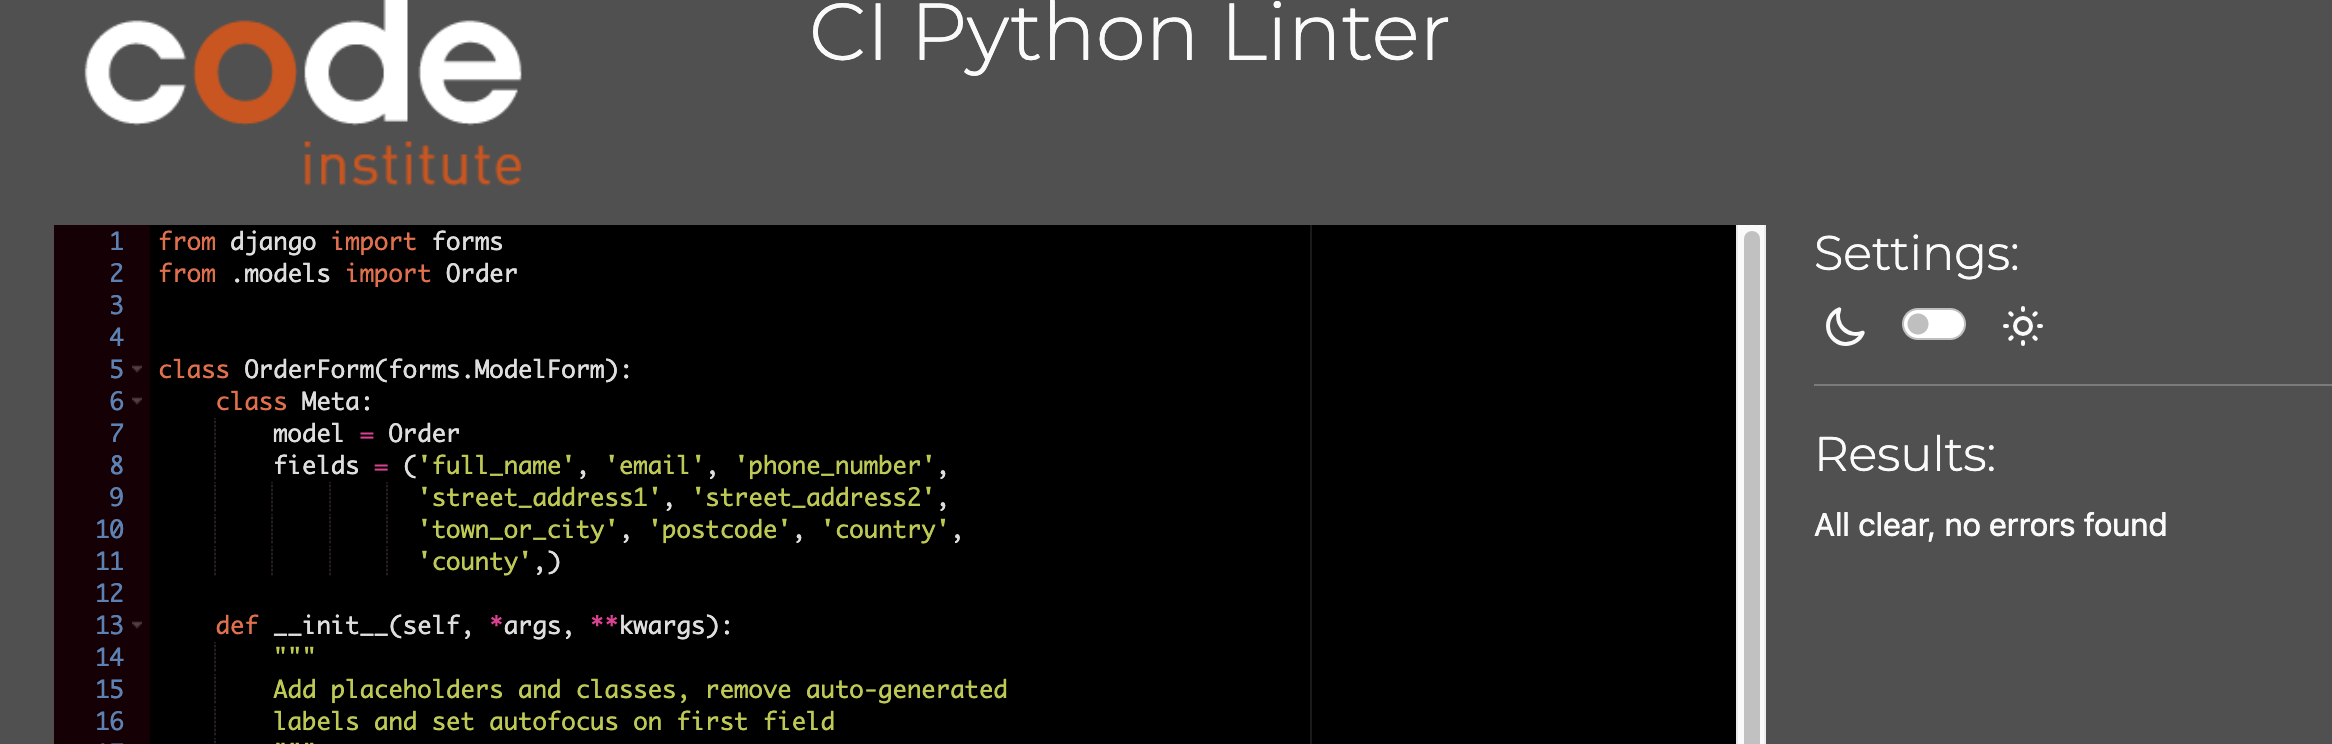 code
institute
CI Python Linter
1 from django import forms
2 from .models import Order
3
4
5 class OrderForm(forms.ModelForm):
6     class Meta:
7         model = Order
8         fields = ('full_name', 'email', 'phone_number',
9                   'street_address1', 'street_address2',
10                   'town_or_city', 'postcode', 'country',
11                   'county',)
12
13     def __init__(self, *args, **kwargs):
14         """
15         Add placeholders and classes, remove auto-generated
16         labels and set autofocus on first field
Settings:
Results:
All clear, no errors found